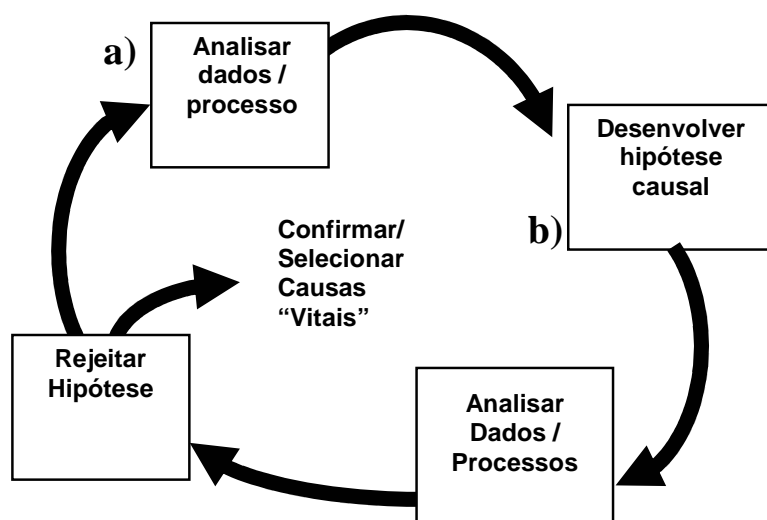 a)
Analisar
dados /
processo
Desenvolver
hipótese
causal
b)
Confirmar/
Selecionar
Causas
“Vitais”
Rejeitar
Hipótese
Analisar
Dados /
Processos